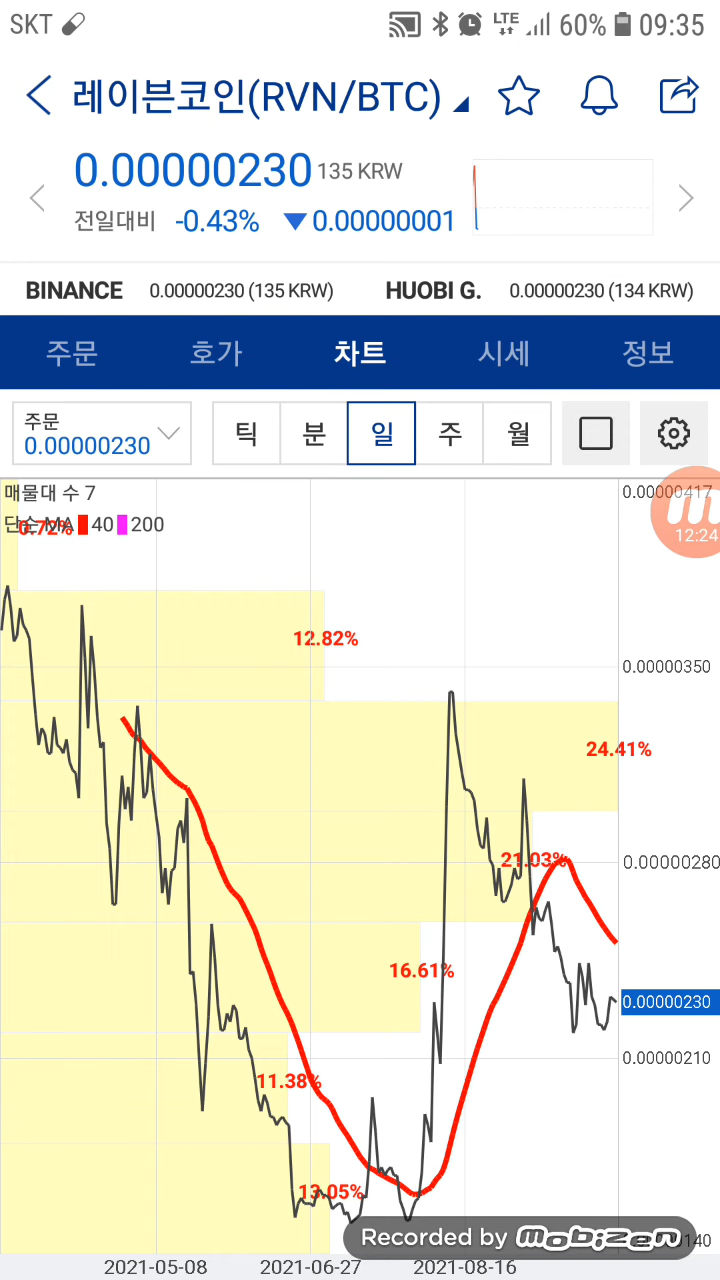 SKT LTE 60% 09:35
레이븐코인(RVN/BTC)
0.00000230 135 KRW
전일대비 -0.43% ▼0.00000001
BINANCE 0.00000230 (135 KRW) HUOBI G. 0.00000230 (134 KRW)
주문 호가 차트 시세 정보
주문
0.00000230
틱 분 일 주 월
매물대 수 7
0.00000417
단순 MA 40 200
0.72%
12:24
12.82%
0.00000350
24.41%
21.03%
0.00000280
16.61%
0.00000230
0.00000210
11.38%
13.05%
Recorded by MOBIZEN
2021-05-08 2021-06-27 2021-08-16